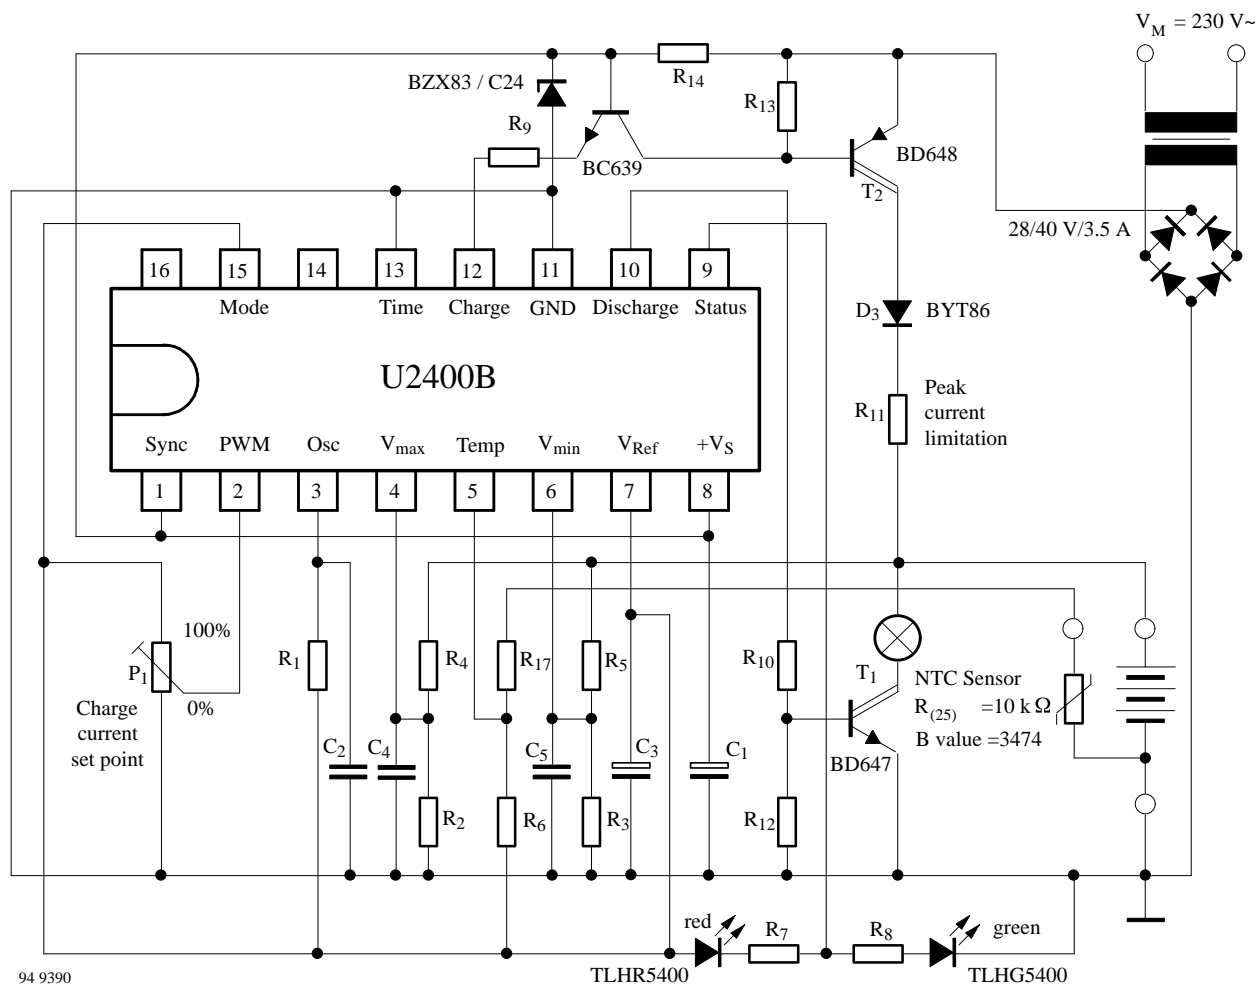 V_M = 230 V~
BZX83 / C24
R14
R13
R9
BC639
BD648
T2
28/40 V/3.5 A
16
15
14
13
12
11
10
9
Mode
Time
Charge
GND
Discharge
Status
D3
BYT86
U2400B
R11
Peak
current
limitation
Sync
PWM
Osc
Vmax
Temp
Vmin
VRef
+VS
1
2
3
4
5
6
7
8
100%
P1
0%
Charge
current
set point
R1
R4
R17
R5
R10
T1
NTC Sensor
R(25) =10 k Ω
B value =3474
BD647
C2
C4
C5
C3
C1
R2
R6
R3
R12
red
R7
R8
green
TLHR5400
TLHG5400
94 9390